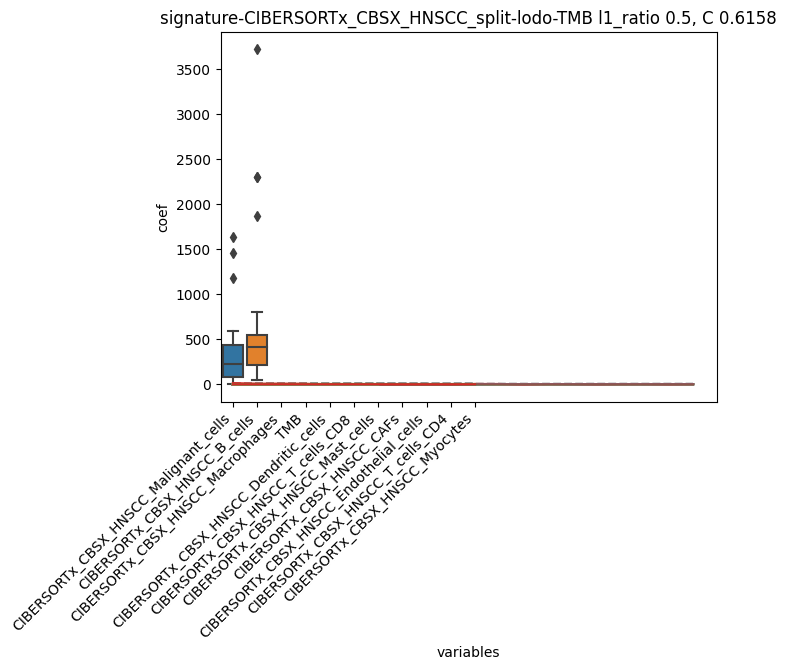 signature-CIBERSORTx_CBSX_HNSCC_split-lodo-TMB l1_ratio 0.5, C 0.6158
3500
3000
2500
2000
1500
1000
500
0
coef
CIBERSORTx_CBSX_HNSCC_Malignant_cells
CIBERSORTx_CBSX_HNSCC_B_cells
CIBERSORTx_CBSX_HNSCC_Macrophages
TMB
CIBERSORTx_CBSX_HNSCC_Dendritic_cells
CIBERSORTx_CBSX_HNSCC_T_cells_CD8
CIBERSORTx_CBSX_HNSCC_Mast_cells
CIBERSORTx_CBSX_HNSCC_CAFs
CIBERSORTx_CBSX_HNSCC_Endothelial_cells
CIBERSORTx_CBSX_HNSCC_T_cells_CD4
CIBERSORTx_CBSX_HNSCC_Myocytes
variables